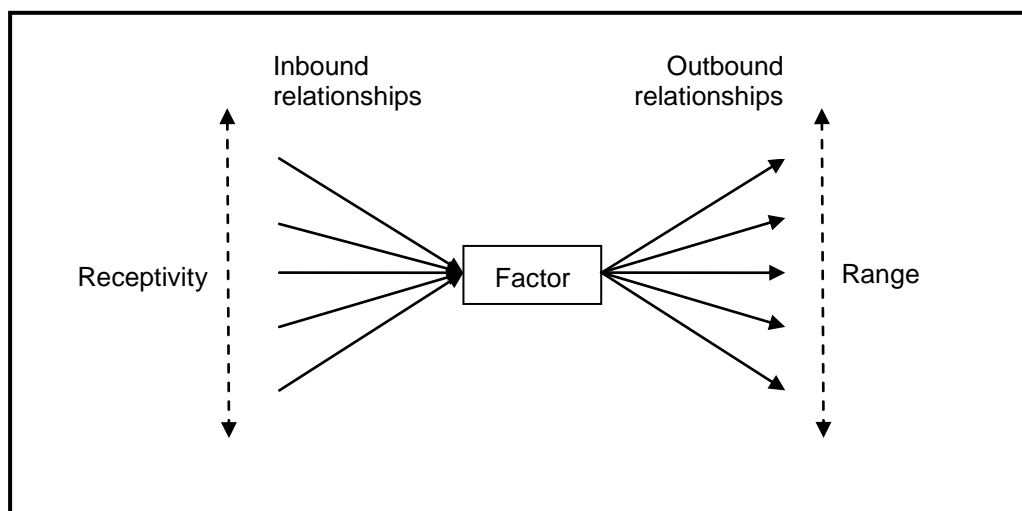 Inbound
relationships
Outbound
relationships
Receptivity
Factor
Range